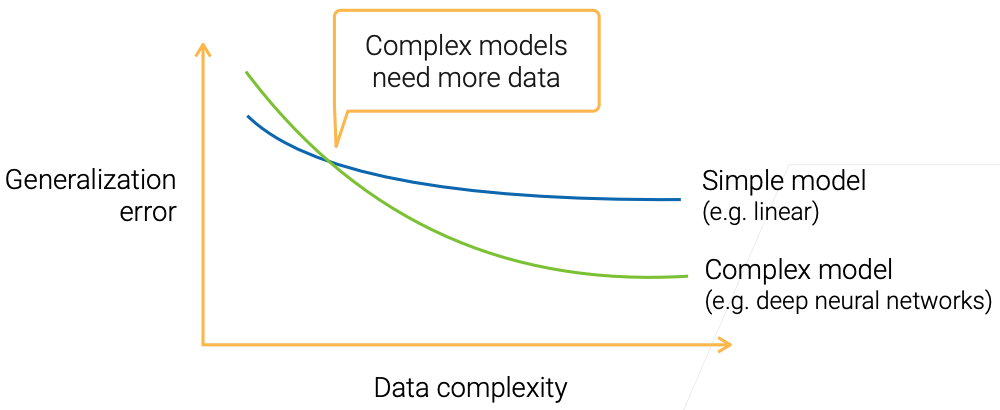 Complex models
need more data
Generalization
error
Simple model
(e.g. linear)
Complex model
(e.g. deep neural networks)
Data complexity